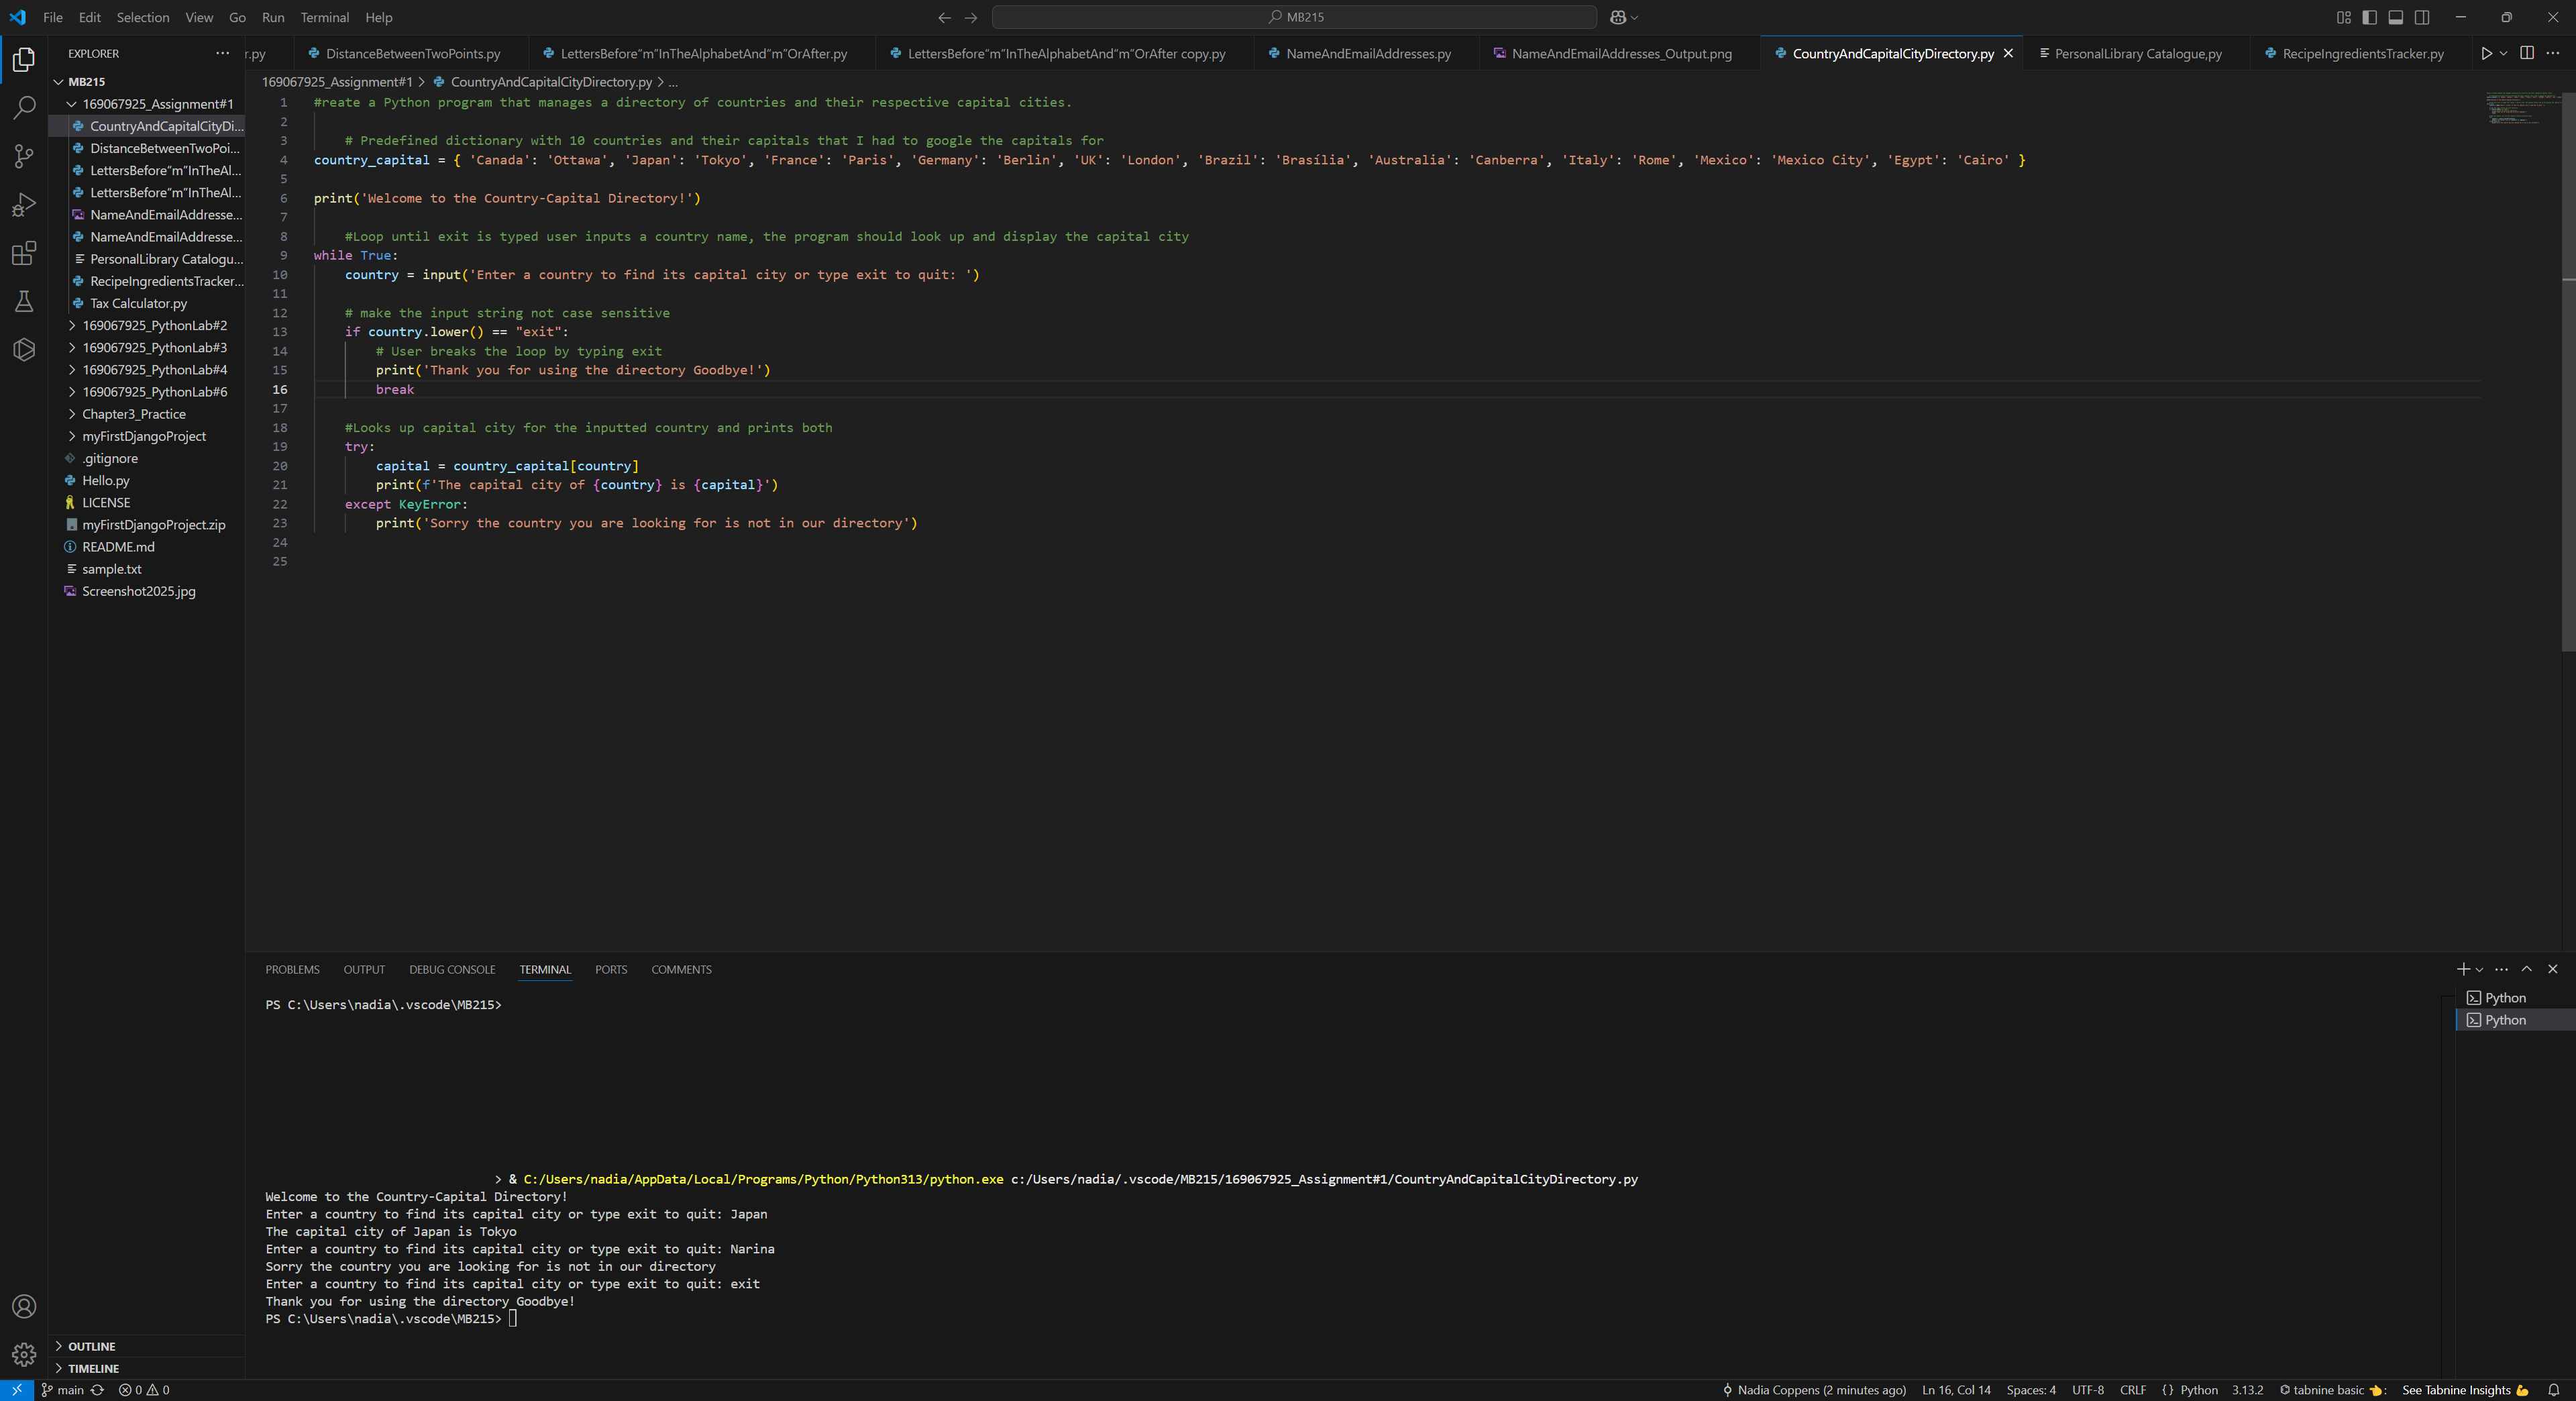 File Edit Selection View Go Run Terminal Help
MB215
EXPLORER
r.py DistanceBetweenTwoPoints.py LettersBefore"m"InTheAlphabetAnd"m"OrAfter.py LettersBefore"m"InTheAlphabetAnd"m"OrAfter copy.py NameAndEmailAddresses.py NameAndEmailAddresses_Output.png CountryAndCapitalCityDirectory.py PersonalLibrary Catalogue,py RecipeIngredientsTracker.py
MB215
169067925_Assignment#1
CountryAndCapitalCityDi...
DistanceBetweenTwoPoi...
LettersBefore"m"InTheAl...
LettersBefore"m"InTheAl...
NameAndEmailAddresse...
NameAndEmailAddresse...
PersonalLibrary Catalogu...
RecipeIngredientsTracker...
Tax Calculator.py
169067925_PythonLab#2
169067925_PythonLab#3
169067925_PythonLab#4
169067925_PythonLab#6
Chapter3_Practice
myFirstDjangoProject
.gitignore
Hello.py
LICENSE
myFirstDjangoProject.zip
README.md
sample.txt
Screenshot2025.jpg
OUTLINE
TIMELINE
169067925_Assignment#1 > CountryAndCapitalCityDirectory.py > ...
1 #reate a Python program that manages a directory of countries and their respective capital cities.
2
3 # Predefined dictionary with 10 countries and their capitals that I had to google the capitals for
4 country_capital = { 'Canada': 'Ottawa', 'Japan': 'Tokyo', 'France': 'Paris', 'Germany': 'Berlin', 'UK': 'London', 'Brazil': 'Brasília', 'Australia': 'Canberra', 'Italy': 'Rome', 'Mexico': 'Mexico City', 'Egypt': 'Cairo' }
5
6 print('Welcome to the Country-Capital Directory!')
7
8 #Loop until exit is typed user inputs a country name, the program should look up and display the capital city
9 while True:
10 country = input('Enter a country to find its capital city or type exit to quit: ')
11
12 # make the input string not case sensitive
13 if country.lower() == "exit":
14 # User breaks the loop by typing exit
15 print('Thank you for using the directory Goodbye!')
16 break
17
18 #Looks up capital city for the inputted country and prints both
19 try:
20 capital = country_capital[country]
21 print(f'The capital city of {country} is {capital}')
22 except KeyError:
23 print('Sorry the country you are looking for is not in our directory')
24
25
PROBLEMS OUTPUT DEBUG CONSOLE TERMINAL PORTS COMMENTS
Python
Python
PS C:\Users\nadia\.vscode\MB215>
> & C:/Users/nadia/AppData/Local/Programs/Python/Python313/python.exe c:/Users/nadia/.vscode/MB215/169067925_Assignment#1/CountryAndCapitalCityDirectory.py
Welcome to the Country-Capital Directory!
Enter a country to find its capital city or type exit to quit: Japan
The capital city of Japan is Tokyo
Enter a country to find its capital city or type exit to quit: Narina
Sorry the country you are looking for is not in our directory
Enter a country to find its capital city or type exit to quit: exit
Thank you for using the directory Goodbye!
PS C:\Users\nadia\.vscode\MB215>
main 0 0 Nadia Coppens (2 minutes ago) Ln 16, Col 14 Spaces: 4 UTF-8 CRLF {} Python 3.13.2 tabnine basic 👈: See Tabnine Insights 💪